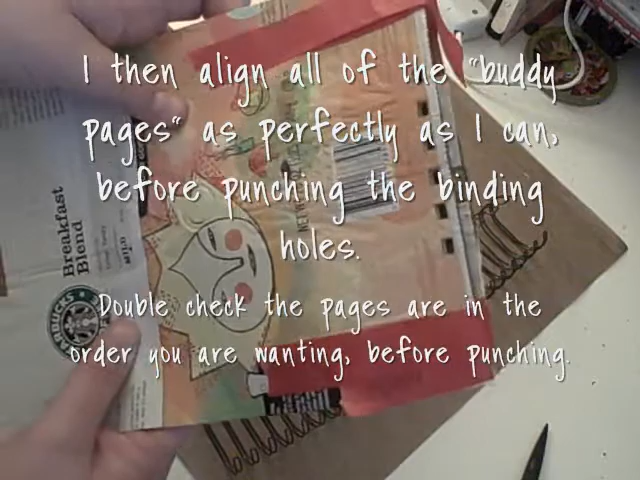 I then align all of the "buddy
pages" as perfectly as I can,
before punching the binding
holes.
Double check the pages are in the
order you are wanting, before punching.
Breakfast
Blend